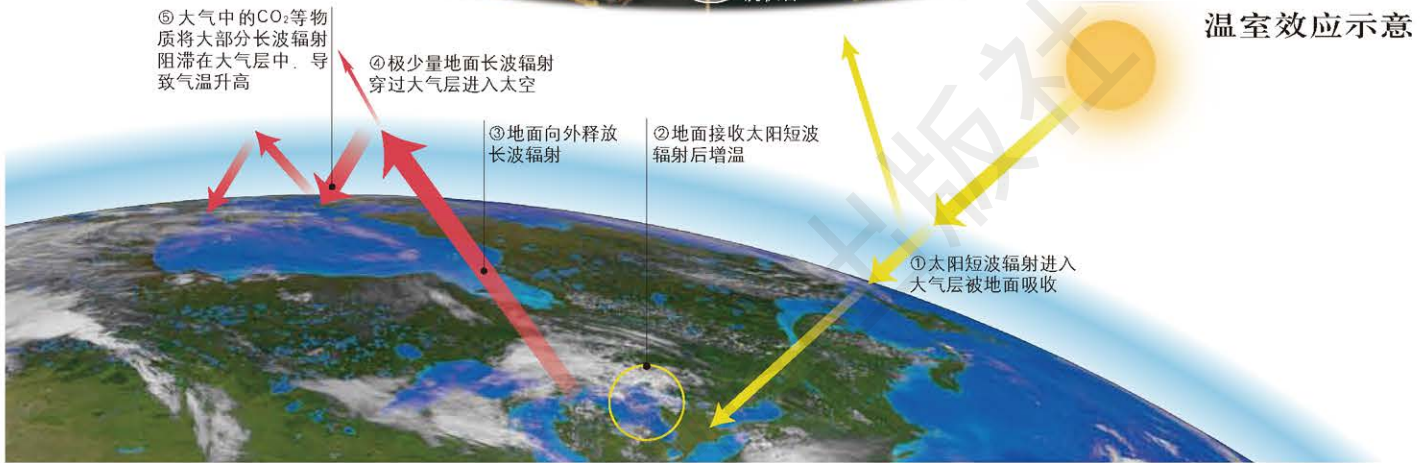 温室效应示意
⑤大气中的CO₂等物
质将大部分长波辐射
阻滞在大气层中，导
致气温升高
④极少量地面长波辐射
穿过大气层进入太空
③地面向外释放
长波辐射
②地面接收太阳短波
辐射后增温
①太阳短波辐射进入
大气层被地面吸收
出版社